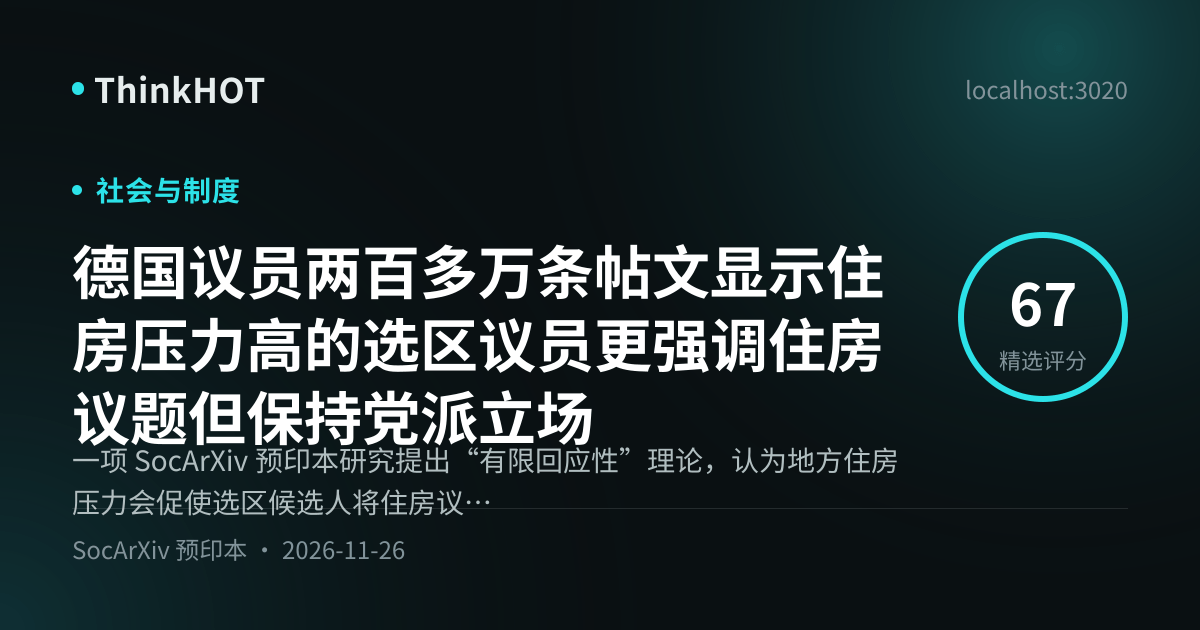 ThinkHOT
localhost:3020
社会与制度
德国议员两百多万条帖文显示住
房压力高的选区议员更强调住房
议题但保持党派立场
67
精选评分
一项 SocArXiv 预印本研究提出“有限回应性”理论，认为地方住房
压力会促使选区候选人将住房议…
SocArXiv 预印本 · 2026-11-26